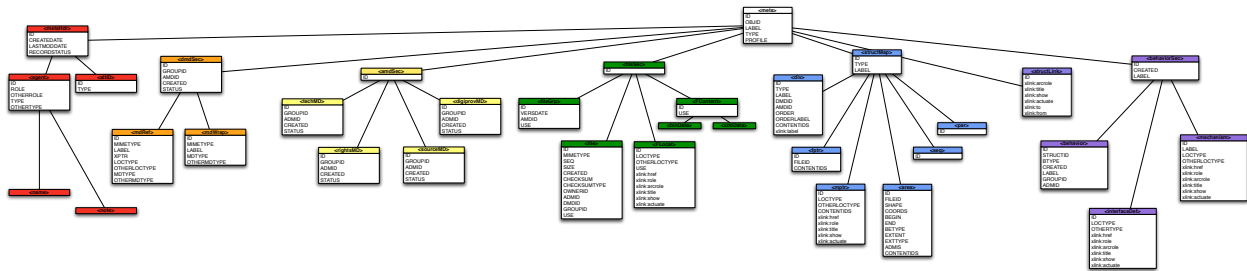 <mets>
ID
OBJID
LABEL
TYPE
PROFILE
<metsHdr>
ID
CREATEDATE
LASTMODDATE
RECORDSTATUS
<agent>
ID
ROLE
OTHERROLE
TYPE
OTHERTYPE
<altID>
ID
TYPE
<name>
<note>
<dmdSec>
ID
GROUPID
AMDID
CREATED
STATUS
<mdRef>
ID
MIMETYPE
LABEL
XPTR
LOCTYPE
OTHERLOCTYPE
MDTYPE
OTHERMDTYPE
<mdWrap>
ID
MIMETYPE
LABEL
MDTYPE
OTHERMDTYPE
<amdSec>
ID
<techMD>
ID
GROUPID
ADMID
CREATED
STATUS
<digiprovMD>
ID
GROUPID
ADMID
CREATED
STATUS
<rightsMD>
ID
GROUPID
ADMID
CREATED
STATUS
<sourceMD>
ID
GROUPID
ADMID
CREATED
STATUS
<fileSec>
ID
<fileGrp>
ID
VERSDATE
AMDID
USE
<FContent>
ID
USE
<binData>
<xmlData>
<file>
ID
MIMETYPE
SEQ
SIZE
CREATED
CHECKSUM
CHECKSUMTYPE
OWNERID
ADMID
DMDID
GROUPID
USE
<FLocat>
ID
LOCTYPE
OTHERLOCTYPE
USE
xlink:href
xlink:role
xlink:arcrole
xlink:title
xlink:show
xlink:actuate
<structMap>
ID
TYPE
LABEL
<div>
ID
TYPE
LABEL
DMDID
AMDID
ORDER
ORDERLABEL
CONTENTIDS
xlink:label
<fptr>
ID
FILEID
CONTENTIDS
<mptr>
ID
LOCTYPE
OTHERLOCTYPE
CONTENTIDS
xlink:href
xlink:role
xlink:title
xlink:show
xlink:actuate
<area>
ID
FILEID
SHAPE
COORDS
BEGIN
END
BETYPE
EXTENT
EXTTYPE
ADMIS
CONTENTIDS
<seq>
ID
<par>
ID
<structLink>
ID
xlink:arcrole
xlink:title
xlink:show
xlink:actuate
xlink:to
xlink:from
<behaviorSec>
ID
CREATED
LABEL
<behavior>
ID
STRUCTID
BTYPE
CREATED
LABEL
GROUPID
ADMID
<interfaceDef>
ID
LOCTYPE
OTHERTYPE
xlink:href
xlink:role
xlink:arcrole
xlink:title
xlink:show
xlink:actuate
<mechanism>
ID
LABEL
LOCTYPE
OTHERLOCTYPE
xlink:href
xlink:role
xlink:arcrole
xlink:title
xlink:show
xlink:actuate